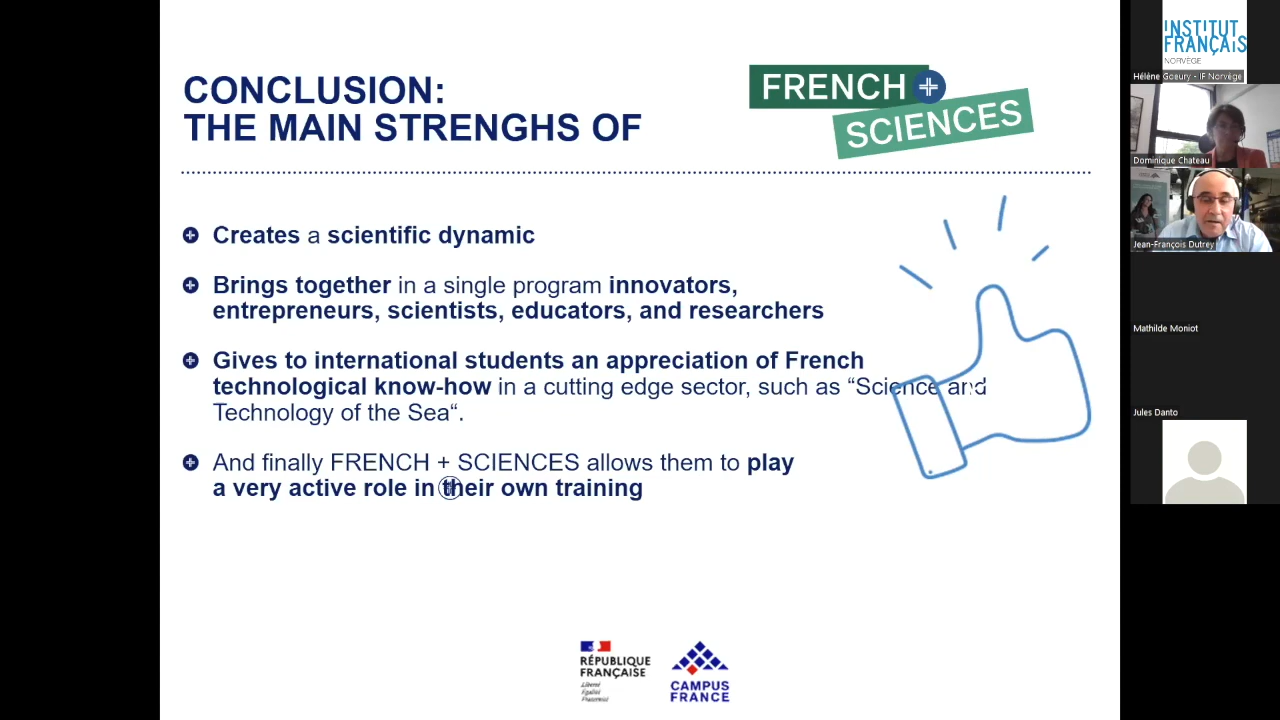 CONCLUSION:
THE MAIN STRENGHS OF
FRENCH +
SCIENCES
Creates a scientific dynamic
Brings together in a single program innovators,
entrepreneurs, scientists, educators, and researchers
Gives to international students an appreciation of French
technological know-how in a cutting edge sector, such as “Science and
Technology of the Sea“.
And finally FRENCH + SCIENCES allows them to play
a very active role in their own training
RÉPUBLIQUE
FRANÇAISE
Liberté
Égalité
Fraternité
CAMPUS
FRANCE
INSTITUT
FRANÇAIS
NORVÈGE
Hélène Goeury - IF Norvège
Dominique Chateau
Jean-François Dutrey
Mathilde Moniot
Jules Danto